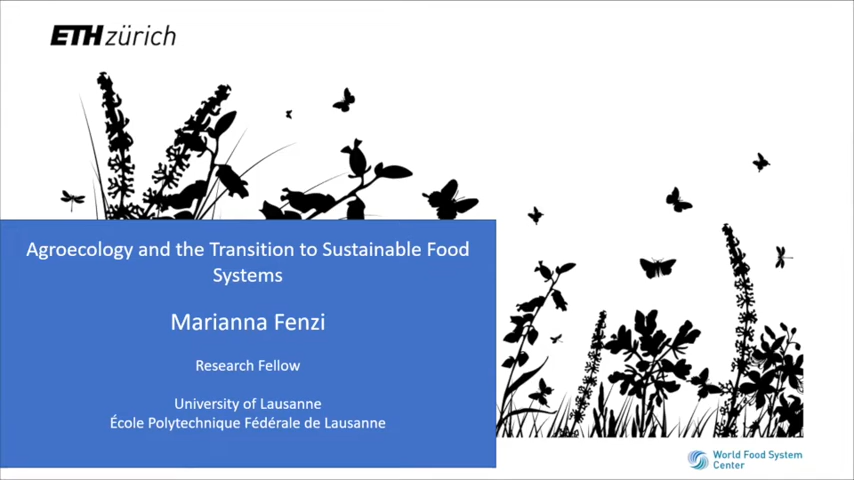 ETH zürich
Agroecology and the Transition to Sustainable Food
Systems
Marianna Fenzi
Research Fellow
University of Lausanne
École Polytechnique Fédérale de Lausanne
World Food System
Center